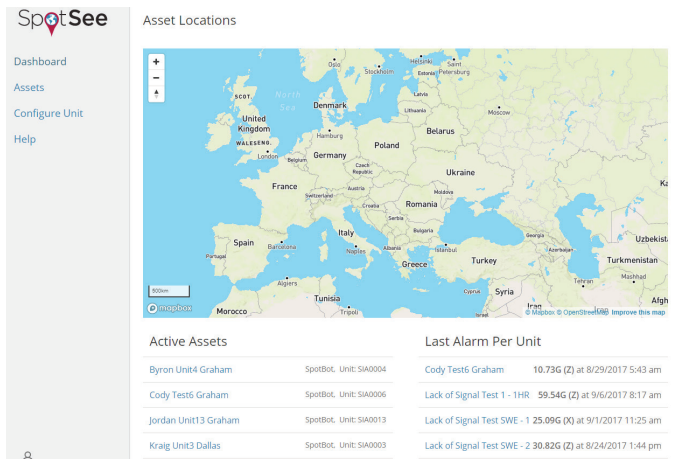 SpotSee
Dashboard
Assets
Configure Unit
Help
Asset Locations
+
−
Oslo
Stockholm
Helsinki
Saint
Petersburg
Estonia
Latvia
Lithuania
Moscow
SCOT.
North
Sea
Denmark
United
Kingdom
WALES
ENG.
London
Hamburg
Belgium
Germany
Poland
Belarus
Czech
Republic
Ukraine
France
Switzerland
Austria
Moldova
Croatia
Romania
Serbia
Italy
Bulgaria
Spain
Barcelona
Portugal
Naples
Albania
Istanbul
Georgia
Azerbaijan
Uzbekist
Greece
Turkey
Turkmenistan
Algiers
Tunisia
Tripoli
Cyprus
Syria
Tehran
Mashhad
Iraq
Iran
Afgh
Israel
Morocco
500km
mapbox
© Mapbox © OpenStreetMap Improve this map
Active Assets
Byron Unit4 Graham SpotBot, Unit: SIA0004
Cody Test6 Graham SpotBot, Unit: SIA0006
Jordan Unit13 Graham SpotBot, Unit: SIA0013
Kraig Unit3 Dallas SpotBot, Unit: SIA0003
Last Alarm Per Unit
Cody Test6 Graham 10.73G (Z) at 8/29/2017 5:43 am
Lack of Signal Test 1 - 1HR 59.54G (Z) at 9/6/2017 8:17 am
Lack of Signal Test SWE - 1 25.09G (X) at 9/1/2017 11:25 am
Lack of Signal Test SWE - 2 30.82G (Z) at 8/24/2017 1:44 pm